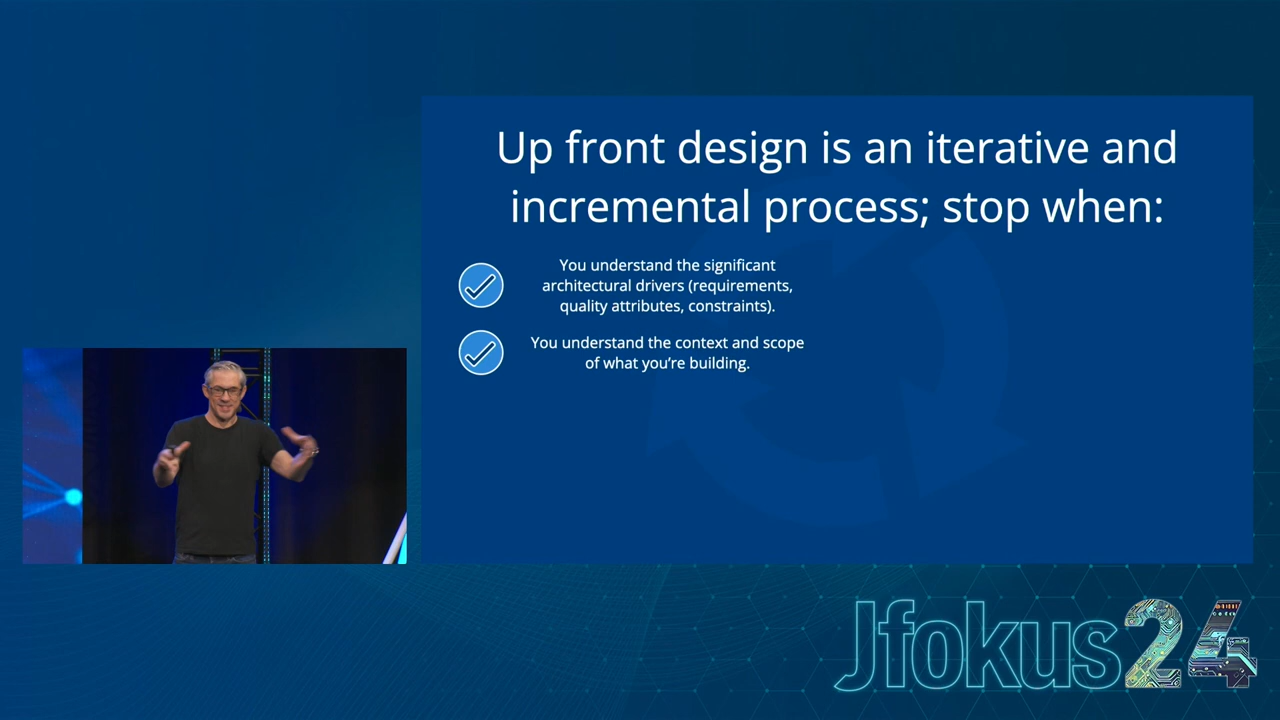 Up front design is an iterative and
incremental process; stop when:
You understand the significant
architectural drivers (requirements,
quality attributes, constraints).
You understand the context and scope
of what you’re building.
Jfokus24